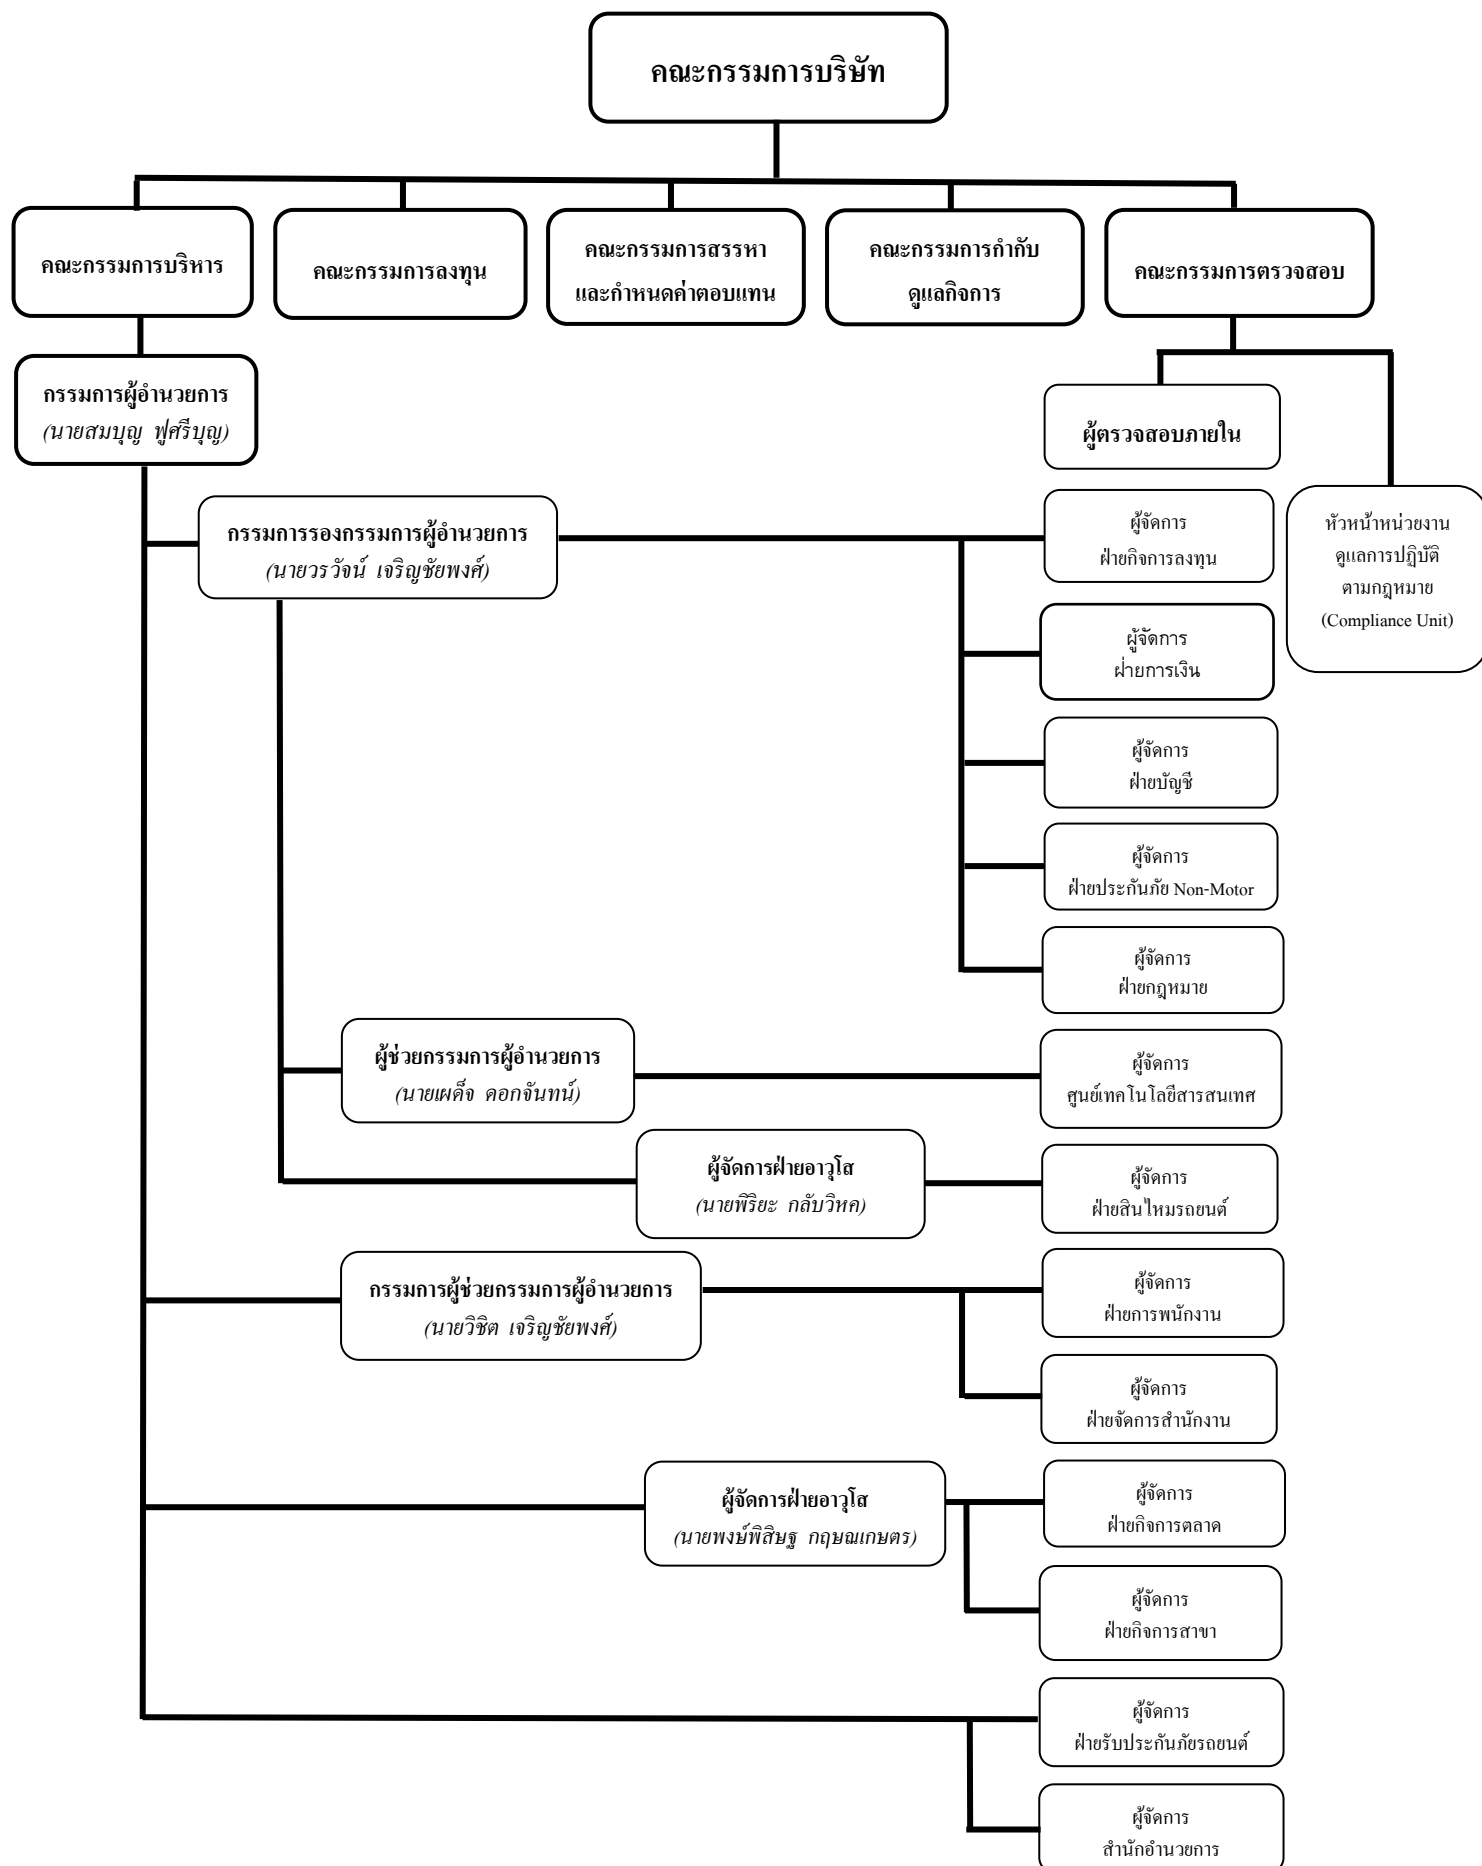 คณะกรรมการบริษัท
คณะกรรมการบริหาร
คณะกรรมการลงทุน
คณะกรรมการสรรหา
และกำหนดค่าตอบแทน
คณะกรรมการกำกับ
ดูแลกิจการ
คณะกรรมการตรวจสอบ
กรรมการผู้อำนวยการ
(นายสมบุญ ฟูศรีบุญ)
ผู้ตรวจสอบภายใน
หัวหน้าหน่วยงาน
ดูแลการปฏิบัติ
ตามกฎหมาย
(Compliance Unit)
กรรมการรองกรรมการผู้อำนวยการ
(นายวรวัจน์ เจริญชัยพงศ์)
ผู้จัดการ
ฝ่ายกิจการลงทุน
ผู้จัดการ
ฝ่ายการเงิน
ผู้จัดการ
ฝ่ายบัญชี
ผู้จัดการ
ฝ่ายประกันภัย Non-Motor
ผู้จัดการ
ฝ่ายกฎหมาย
ผู้ช่วยกรรมการผู้อำนวยการ
(นายเผด็จ ดอกจันทน์)
ผู้จัดการ
ศูนย์เทคโนโลยีสารสนเทศ
ผู้จัดการฝ่ายอาวุโส
(นายพิริยะ กลับวิหค)
ผู้จัดการ
ฝ่ายสินไหมรถยนต์
กรรมการผู้ช่วยกรรมการผู้อำนวยการ
(นายวิชิต เจริญชัยพงศ์)
ผู้จัดการ
ฝ่ายการพนักงาน
ผู้จัดการ
ฝ่ายจัดการสำนักงาน
ผู้จัดการฝ่ายอาวุโส
(นายพงษ์พิสิษฐ กฤษณเกษตร)
ผู้จัดการ
ฝ่ายกิจการตลาด
ผู้จัดการ
ฝ่ายกิจการสาขา
ผู้จัดการ
ฝ่ายรับประกันภัยรถยนต์
ผู้จัดการ
สำนักอำนวยการ